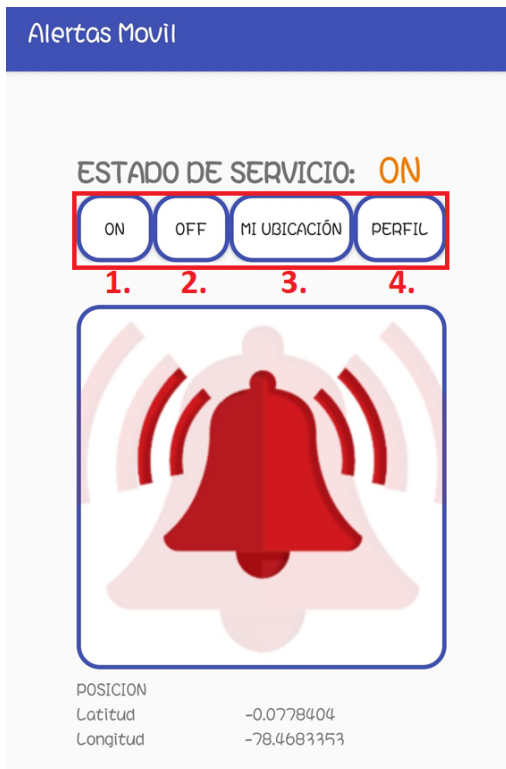 Alertas Movil
ESTADO DE SERVICIO: ON
ON OFF MI UBICACIÓN PERFIL
1. 2. 3. 4.
POSICION
Latitud -0.0778404
Longitud -78.4683353